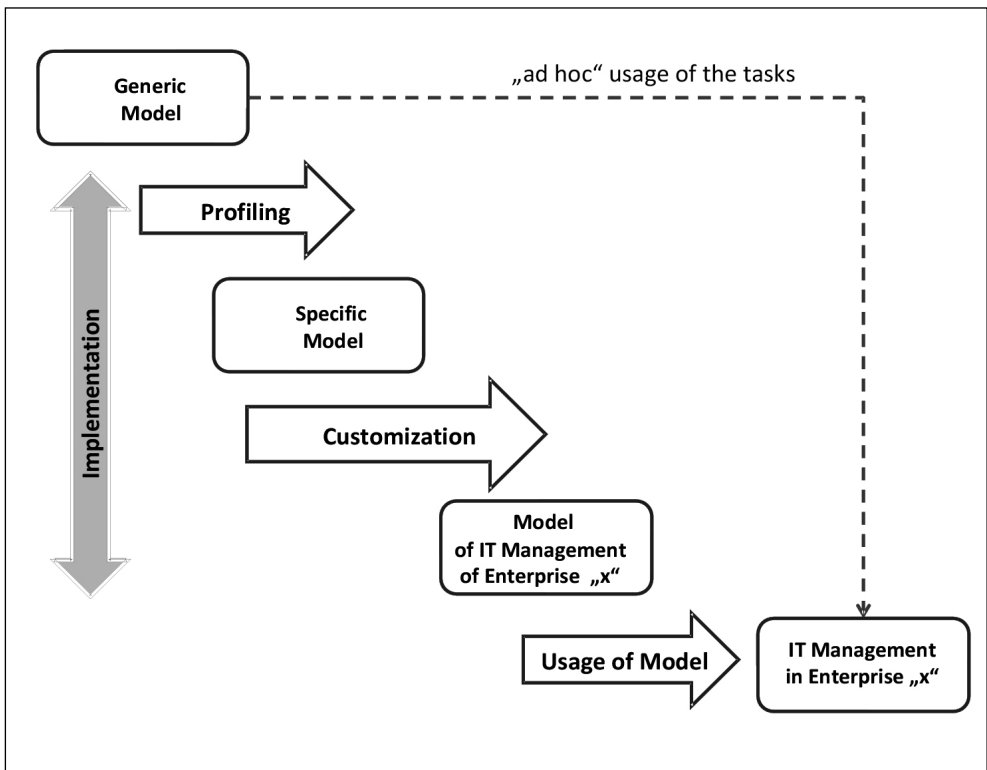 „ad hoc“ usage of the tasks
Generic
Model
Profiling
Specific
Model
Implementation
Customization
Model
of IT Management
of Enterprise „x“
Usage of Model
IT Management
in Enterprise „x“